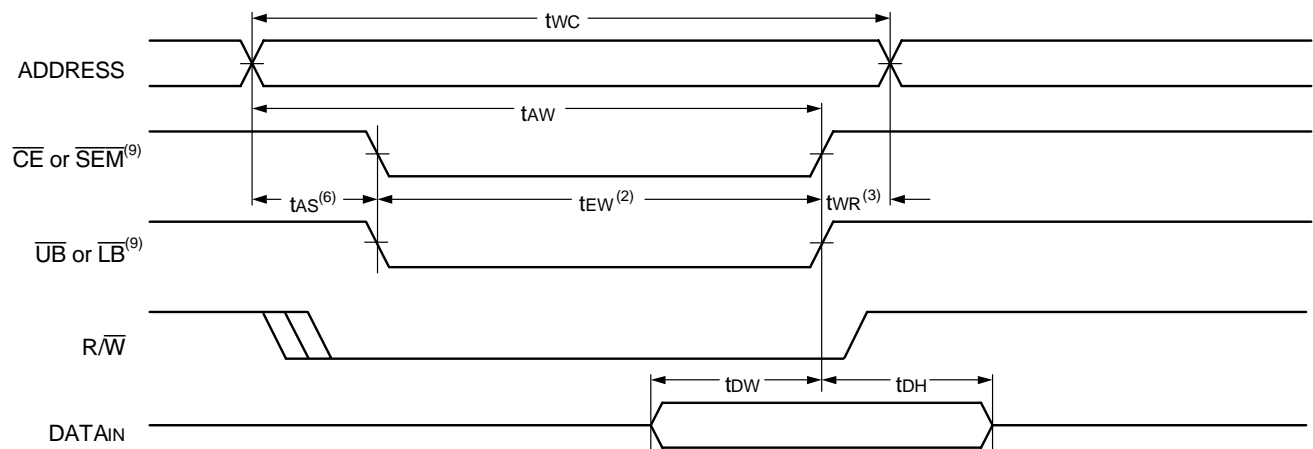 tWC
ADDRESS
tAW
CE or SEM(9)
tAS(6) tEW(2) tWR(3)
UB or LB(9)
R/W
tDW tDH
DATAIN